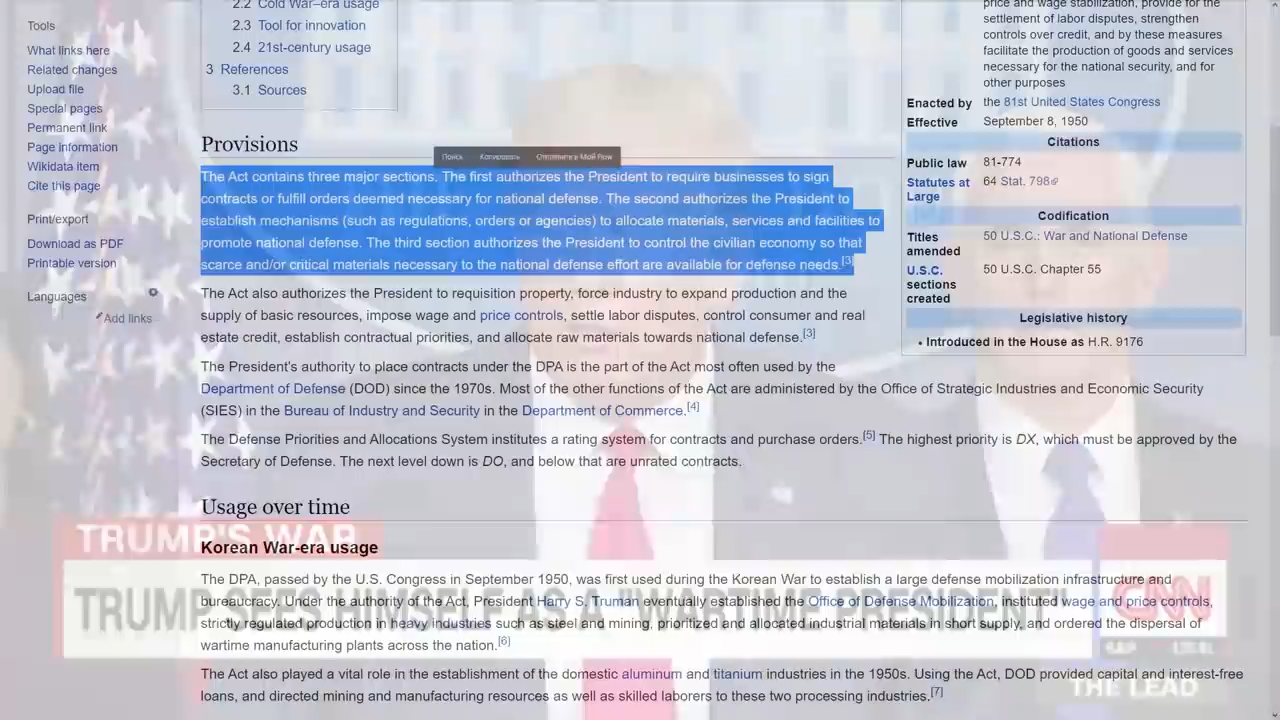 Tools
What links here
Related changes
Upload file
Special pages
Permanent link
Page information
Wikidata item
Cite this page
Print/export
Download as PDF
Printable version
Languages
Add links
2.2 Cold War–era usage
2.3 Tool for innovation
2.4 21st-century usage
3 References
3.1 Sources
Provisions
Поиск Копировать
The Act contains three major sections. The first authorizes the President to require businesses to sign
contracts or fulfill orders deemed necessary for national defense. The second authorizes the President to
establish mechanisms (such as regulations, orders or agencies) to allocate materials, services and facilities to
promote national defense. The third section authorizes the President to control the civilian economy so that
scarce and/or critical materials necessary to the national defense effort are available for defense needs.[3]
The Act also authorizes the President to requisition property, force industry to expand production and the
supply of basic resources, impose wage and price controls, settle labor disputes, control consumer and real
estate credit, establish contractual priorities, and allocate raw materials towards national defense.[3]
The President's authority to place contracts under the DPA is the part of the Act most often used by the
Department of Defense (DOD) since the 1970s. Most of the other functions of the Act are administered by the Office of Strategic Industries and Economic Security
(SIES) in the Bureau of Industry and Security in the Department of Commerce.[4]
The Defense Priorities and Allocations System institutes a rating system for contracts and purchase orders.[5] The highest priority is DX, which must be approved by the
Secretary of Defense. The next level down is DO, and below that are unrated contracts.
price and wage stabilization, provide for the
settlement of labor disputes, strengthen
controls over credit, and by these measures
facilitate the production of goods and services
necessary for the national security, and for
other purposes
Enacted by the 81st United States Congress
Effective September 8, 1950
Citations
Public law 81-774
Statutes at Large 64 Stat. 798
Codification
Titles amended 50 U.S.C.: War and National Defense
U.S.C. sections created 50 U.S.C. Chapter 55
Legislative history
• Introduced in the House as H.R. 9176
Usage over time
Korean War-era usage
The DPA, passed by the U.S. Congress in September 1950, was first used during the Korean War to establish a large defense mobilization infrastructure and
bureaucracy. Under the authority of the Act, President Harry S. Truman eventually established the Office of Defense Mobilization, instituted wage and price controls,
strictly regulated production in heavy industries such as steel and mining, prioritized and allocated industrial materials in short supply, and ordered the dispersal of
wartime manufacturing plants across the nation.[6]
The Act also played a vital role in the establishment of the domestic aluminum and titanium industries in the 1950s. Using the Act, DOD provided capital and interest-free
loans, and directed mining and manufacturing resources as well as skilled laborers to these two processing industries.[7]
TRUMP'S WAR
TRUMP SEES HIMSELF AS A "WARTIME PRESIDENT"
CNN
THE LEAD